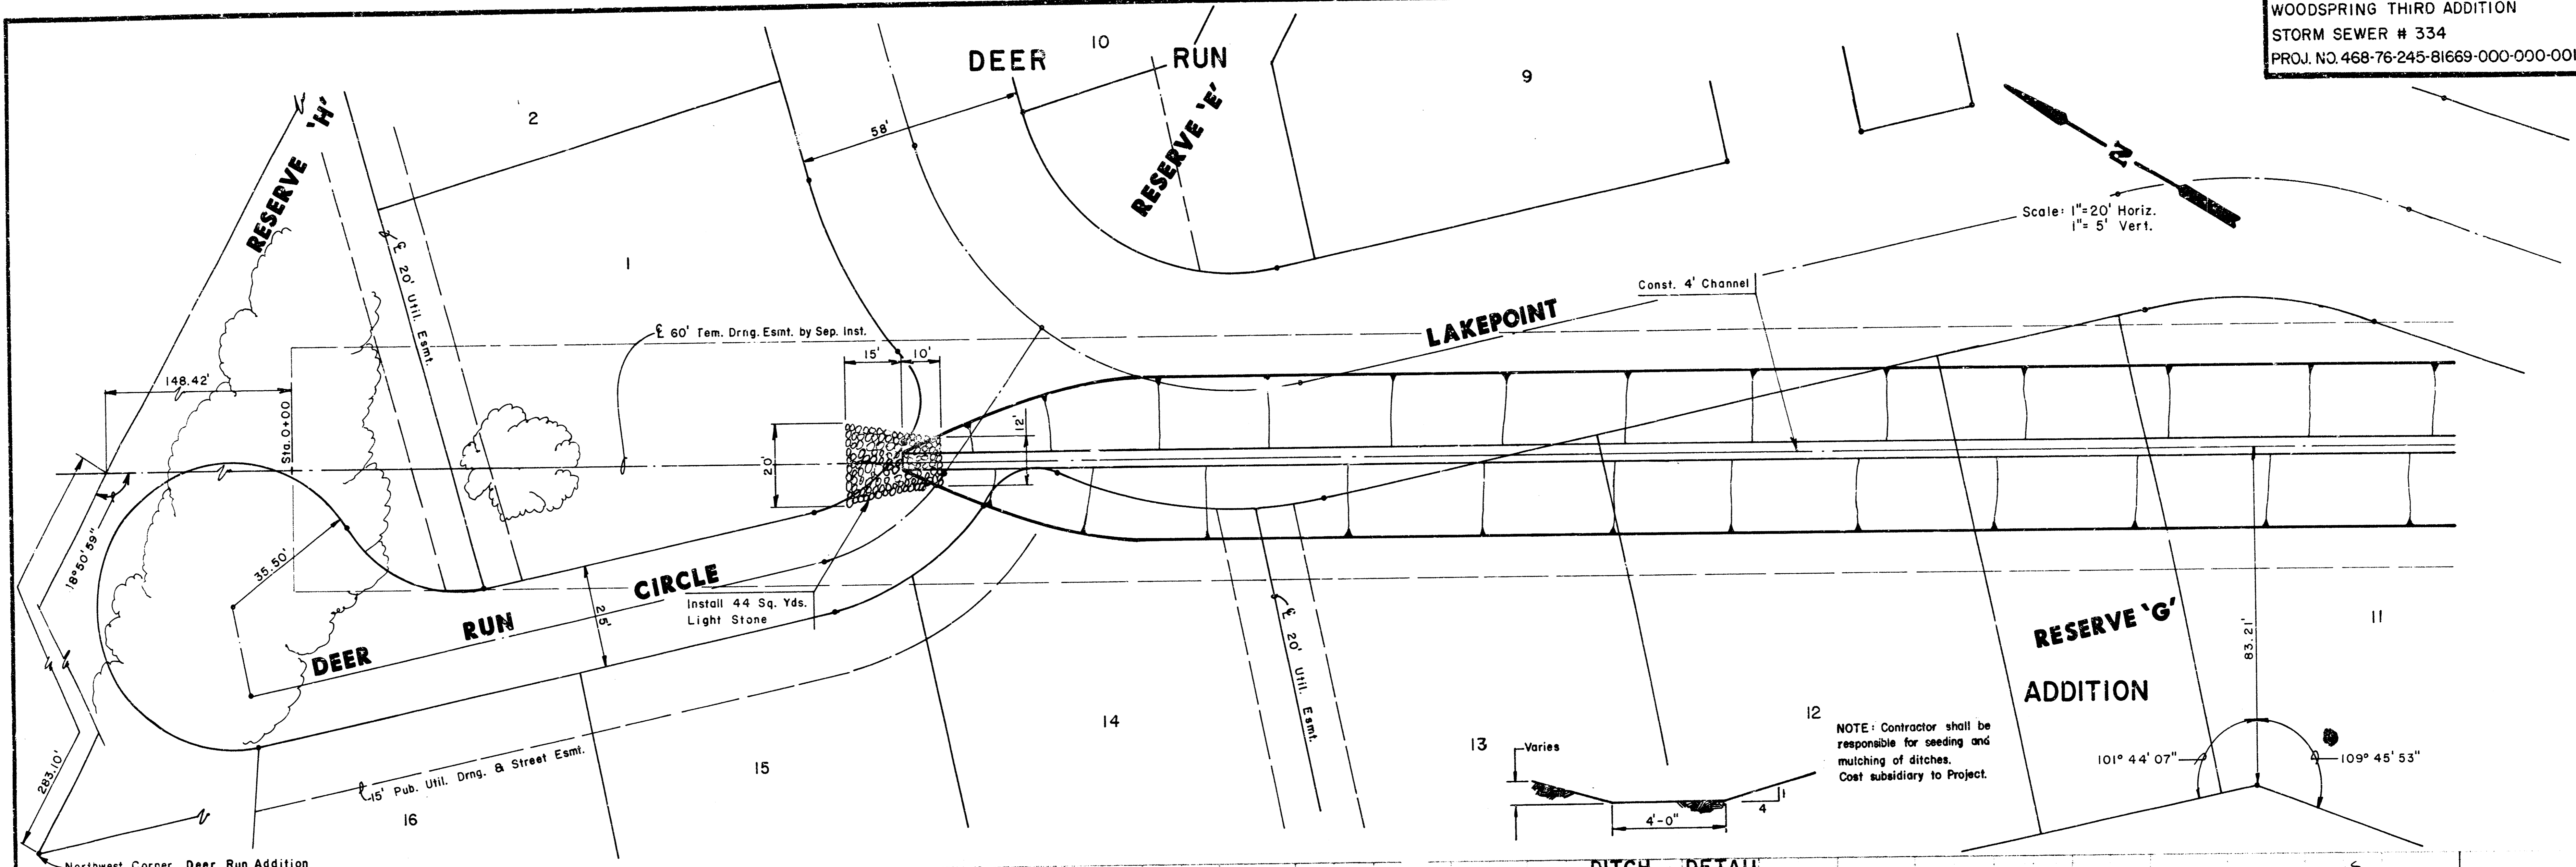 WOODSPRING THIRD ADDITION
STORM SEWER # 334
PROJ. NO. 468-76-245-81669-000-000-001
DEER RUN
10
9
2
58'
RESERVE 'H'
RESERVE 'E'
N
Scale: 1"=20' Horiz.
1"= 5' Vert.
℄ 20' Util. Esmt.
1
℄ 60' Tem. Drng. Esmt. by Sep. Inst.
Const. 4' Channel
LAKEPOINT
15'
10'
148.42'
Sta. 0+00
12'
20'
18°50'59"
35.50'
DEER RUN CIRCLE
25'
Install 44 Sq. Yds.
Light Stone
℄ 20' Util. Esmt.
RESERVE 'G'
11
83.21'
ADDITION
283.10'
15' Pub. Util. Drng. & Street Esmt.
16
15
14
13
12
Varies
4'-0"
4
1
NOTE: Contractor shall be
responsible for seeding and
mulching of ditches.
Cost subsidiary to Project.
101° 44' 07"
109° 45' 53"
Northwest Corner Deer Run Addition
DITCH DETAIL